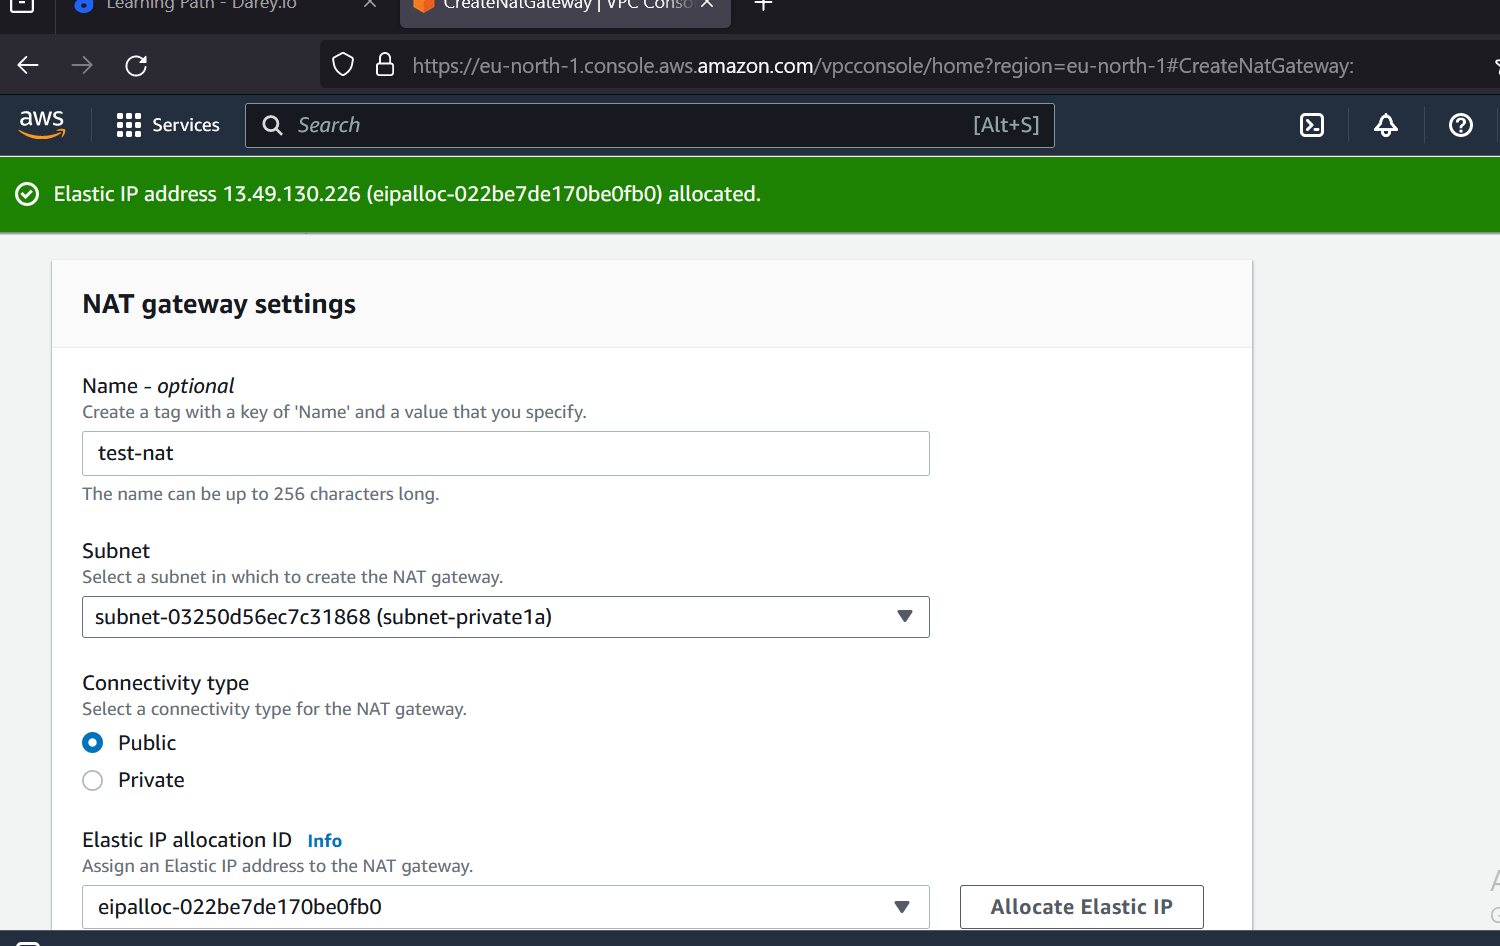 Learning Path - Darey.io
CreateNatGateway | VPC Conso
https://eu-north-1.console.aws.amazon.com/vpcconsole/home?region=eu-north-1#CreateNatGateway:
aws
Services
Search
[Alt+S]
Elastic IP address 13.49.130.226 (eipalloc-022be7de170be0fb0) allocated.
NAT gateway settings
Name - optional
Create a tag with a key of 'Name' and a value that you specify.
test-nat
The name can be up to 256 characters long.
Subnet
Select a subnet in which to create the NAT gateway.
subnet-03250d56ec7c31868 (subnet-private1a)
Connectivity type
Select a connectivity type for the NAT gateway.
Public
Private
Elastic IP allocation ID Info
Assign an Elastic IP address to the NAT gateway.
eipalloc-022be7de170be0fb0
Allocate Elastic IP